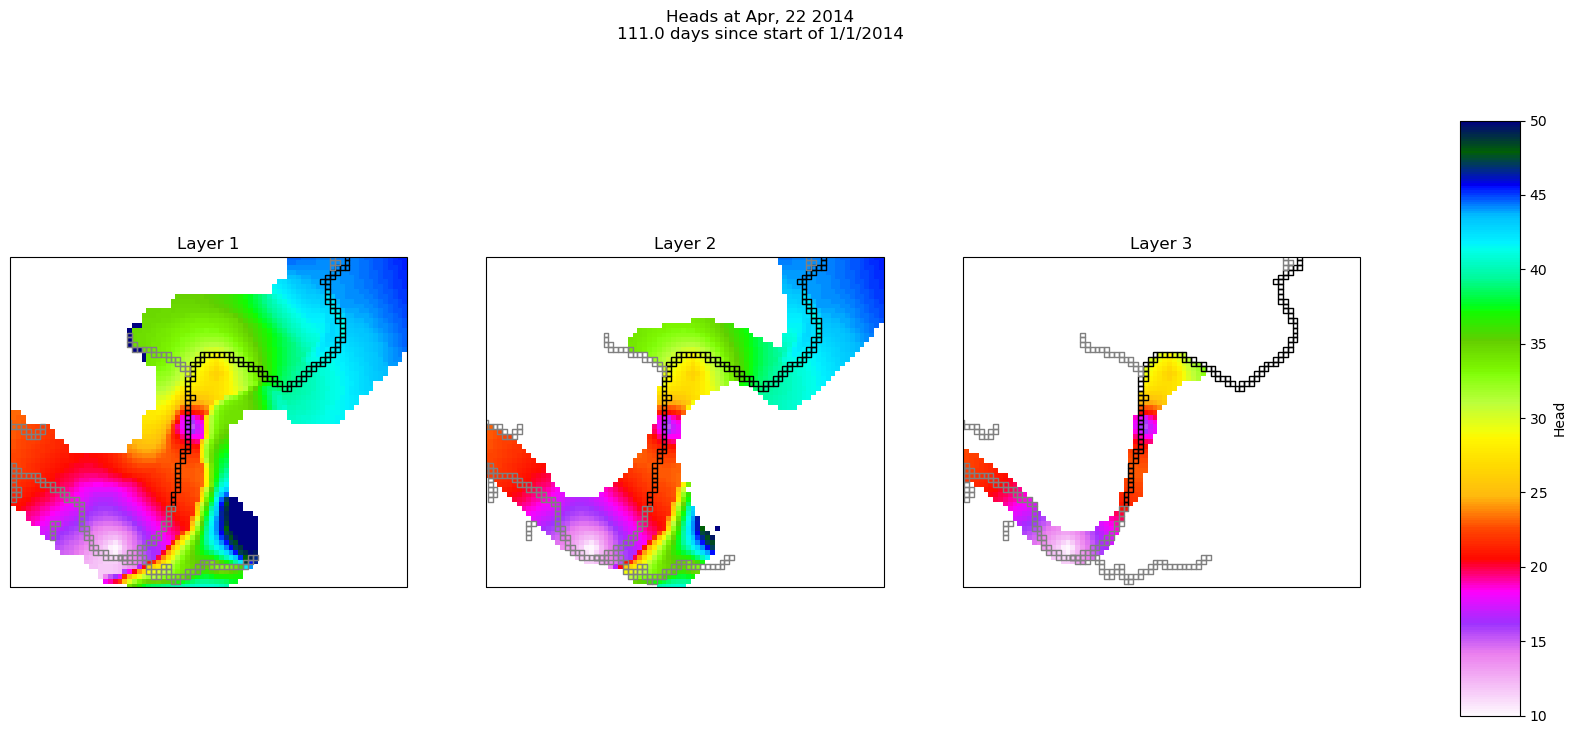 Heads at Apr, 22 2014
111.0 days since start of 1/1/2014
Layer 1
Layer 2
Layer 3
50
45
40
35
30
25
20
15
10
Head